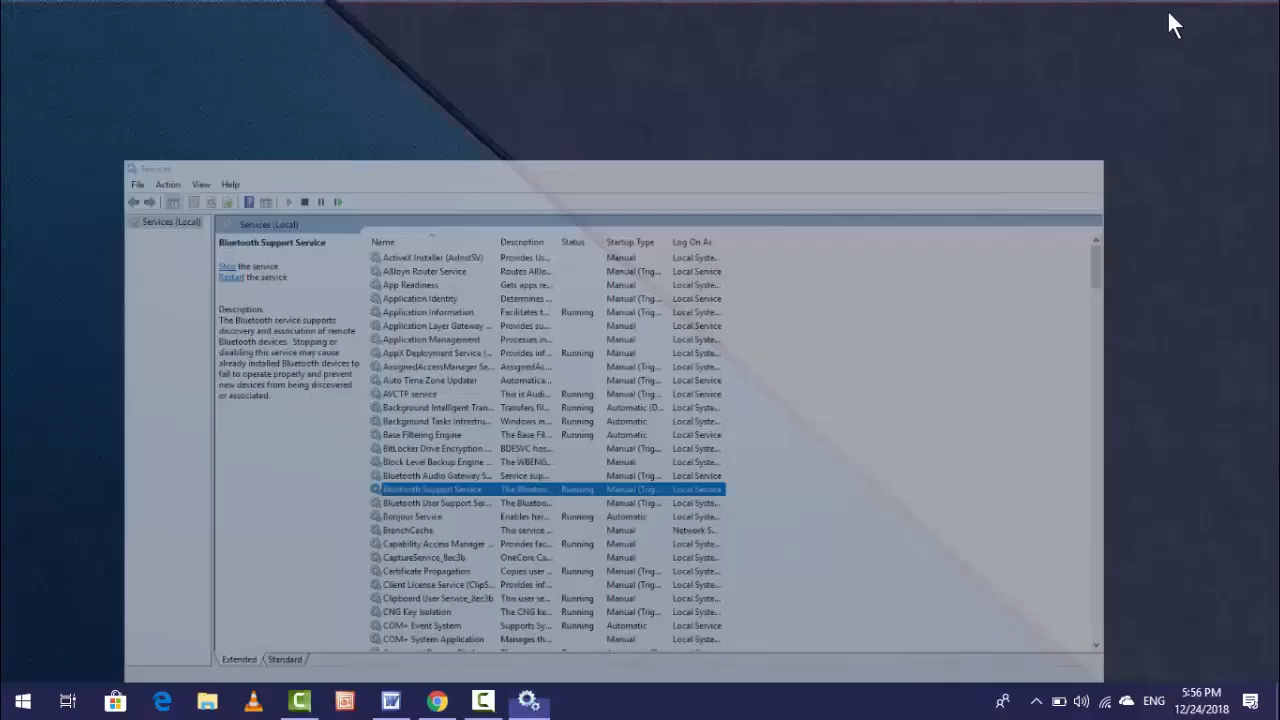 Services
File Action View Help
Services (Local)
Services (Local)
Bluetooth Support Service
Stop the service
Restart the service
Description:
The Bluetooth service supports
discovery and association of remote
Bluetooth devices. Stopping or
disabling this service may cause
already installed Bluetooth devices to
fail to operate properly and prevent
new devices from being discovered
or associated.
Name Description Status Startup Type Log On As
ActiveX Installer (AxInstSV) Provides Us... Manual Local Syste...
AllJoyn Router Service Routes AllJo... Manual (Trig... Local Service
App Readiness Gets apps re... Manual Local Syste...
Application Identity Determines ... Manual (Trig... Local Service
Application Information Facilitates t... Running Manual (Trig... Local Syste...
Application Layer Gateway ... Provides su... Manual Local Service
Application Management Processes in... Manual Local Syste...
AppX Deployment Service (... Provides inf... Running Manual Local Syste...
AssignedAccessManager Se... AssignedAc... Manual (Trig... Local Syste...
Auto Time Zone Updater Automatica... Manual (Trig... Local Service
AVCTP service This is Audi... Running Manual (Trig... Local Service
Background Intelligent Tran... Transfers fil... Running Automatic (D... Local Syste...
Background Tasks Infrastru... Windows in... Running Automatic Local Syste...
Base Filtering Engine The Base Fil... Running Automatic Local Service
BitLocker Drive Encryption ... BDESVC hos... Manual (Trig... Local Syste...
Block Level Backup Engine ... The WBENG... Manual Local Syste...
Bluetooth Audio Gateway S... Service sup... Manual (Trig... Local Service
Bluetooth Support Service The Bluetoo... Running Manual (Trig... Local Service
Bluetooth User Support Ser... The Bluetoo... Manual (Trig... Local Syste...
Bonjour Service Enables har... Running Automatic Local Syste...
BranchCache This service ... Manual Network S...
Capability Access Manager ... Provides fac... Running Manual Local Syste...
CaptureService_8ec3b OneCore Ca... Manual Local Syste...
Certificate Propagation Copies user ... Running Manual (Trig... Local Syste...
Client License Service (ClipS... Provides inf... Manual (Trig... Local Syste...
Clipboard User Service_8ec3b This user se... Running Manual Local Syste...
CNG Key Isolation The CNG ke... Running Manual (Trig... Local Syste...
COM+ Event System Supports Sy... Running Automatic Local Service
COM+ System Application Manages th... Manual Local Syste...
Extended Standard
ENG
5:56 PM
12/24/2018